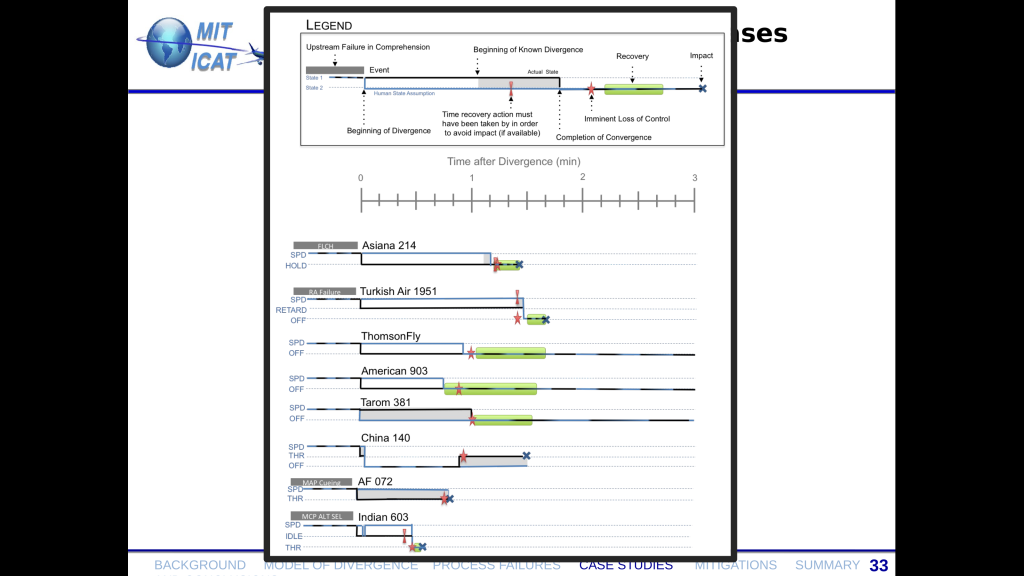 MIT
ICAT
ases
LEGEND
Upstream Failure in Comprehension
Beginning of Known Divergence
Recovery
Impact
Event
Actual State
State 1
State 2
Human State Assumption
Time recovery action must
have been taken by in order
to avoid impact (if available)
Imminent Loss of Control
Beginning of Divergence
Completion of Convergence
Time after Divergence (min)
0 1 2 3
FLCH Asiana 214
SPD
HOLD
RA Failure Turkish Air 1951
SPD
RETARD
OFF
ThomsonFly
SPD
OFF
American 903
SPD
OFF
Tarom 381
SPD
OFF
China 140
SPD
THR
OFF
MAP Cueing AF 072
SPD
THR
MCP ALT SEL Indian 603
SPD
IDLE
THR
BACKGROUND MODEL OF DIVERGENCE PROCESS FAILURES CASE STUDIES MITIGATIONS SUMMARY 33